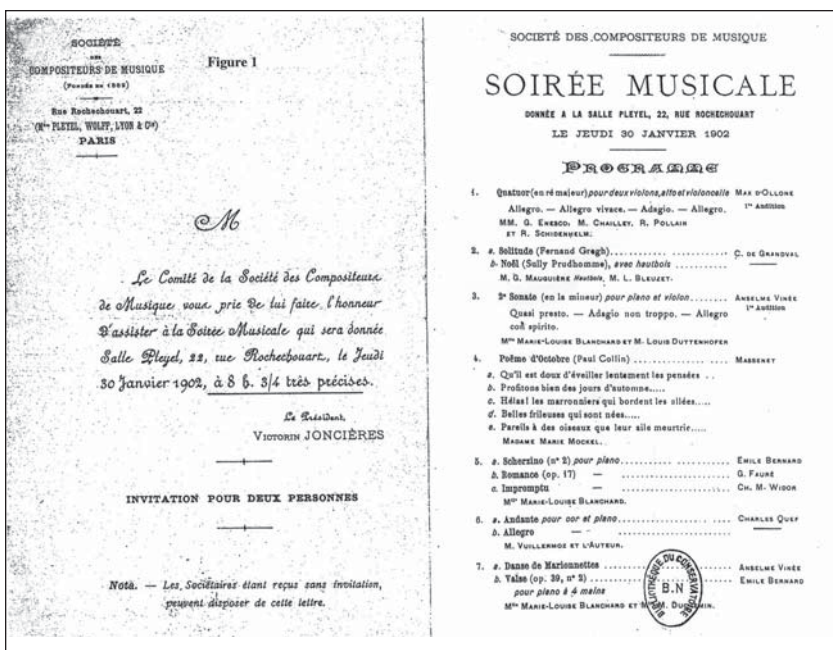 SOCIÉTÉ
DES
COMPOSITEURS DE MUSIQUE
Figure 1
Rue Rochechouart, 22
(Mon PLEYEL, WOLFF, LYON & Cie)
PARIS
M
Le Comité de la Société des Compositeurs
de Musique vous prie de lui faire l'honneur
d'assister à la Soirée Musicale qui sera donnée
Salle Pleyel, 22, rue Rochechouart, le Jeudi
30 Janvier 1902, à 8 h. 3/4 très précises.
Le Président,
VICTORIN JONCIÈRES
INVITATION POUR DEUX PERSONNES
Nota. — Les Sociétaires étant reçus sans invitation,
peuvent disposer de cette lettre.
SOCIETÉ DES COMPOSITEURS DE MUSIQUE
SOIRÉE MUSICALE
DONNÉE A LA SALLE PLEYEL, 22, RUE ROCHECHOUART
LE JEUDI 30 JANVIER 1902
PROGRAMME
1. Quatuor (en ré majeur) pour deux violons, alto et violoncelle MAX D'OLLONE
Allegro. — Allegro vivace. — Adagio. — Allegro. 1re Audition
MM. G. ENESCO, M. CHAILLEY, R. POLLAIN
ET R. SCHIDENHELM.
2. a. Solitude (Fernand Gregh) C. DE GRANDVAL
b. Noël (Sully Prudhomme), avec hautbois
M. G. MAUGUIÈRE Hautbois, M. L. BLEUZET.
3. 2e Sonate (en la mineur) pour piano et violon ANSELME VINÉE
Quasi presto. — Adagio non troppo. — Allegro 1re Audition
con spirito.
Mlle MARIE-LOUISE BLANCHARD ET M. LOUIS DUTTENHOFER
4. Poème d'Octobre (Paul Collin) MASSENET
a. Qu'il est doux d'éveiller lentement les pensées ..
b. Profitons bien des jours d'automne.....
c. Hélas! les marronniers qui bordent les allées.....
d. Belles frileuses qui sont nées.....
e. Pareils à des oiseaux que leur aile meurtrir.....
MADAME MARIE MOCKEL.
5. a. Scherzino (n° 2) pour piano EMILE BERNARD
b. Romance (op. 17) — G. FAURÉ
c. Impromptu — CH. M. WIDOR
Mlle MARIE-LOUISE BLANCHARD.
6. a. Andante pour cor et piano CHARLES QUEF
b. Allegro —
M. VUILLERMOZ ET L'AUTEUR.
7. a. Danse de Marionnettes ANSELME VINÉE
b. Valse (op. 39, n° 2) EMILE BERNARD
pour piano à 4 mains
Mlle MARIE-LOUISE BLANCHARD ET
BIBLIOTHÈQUE DU CONSERVATOIRE
B.N